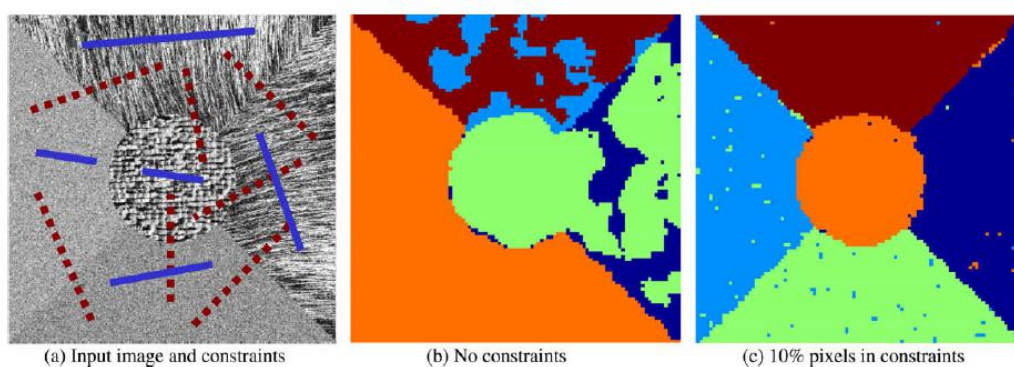 (a) Input image and constraints
(b) No constraints
(c) 10% pixels in constraints